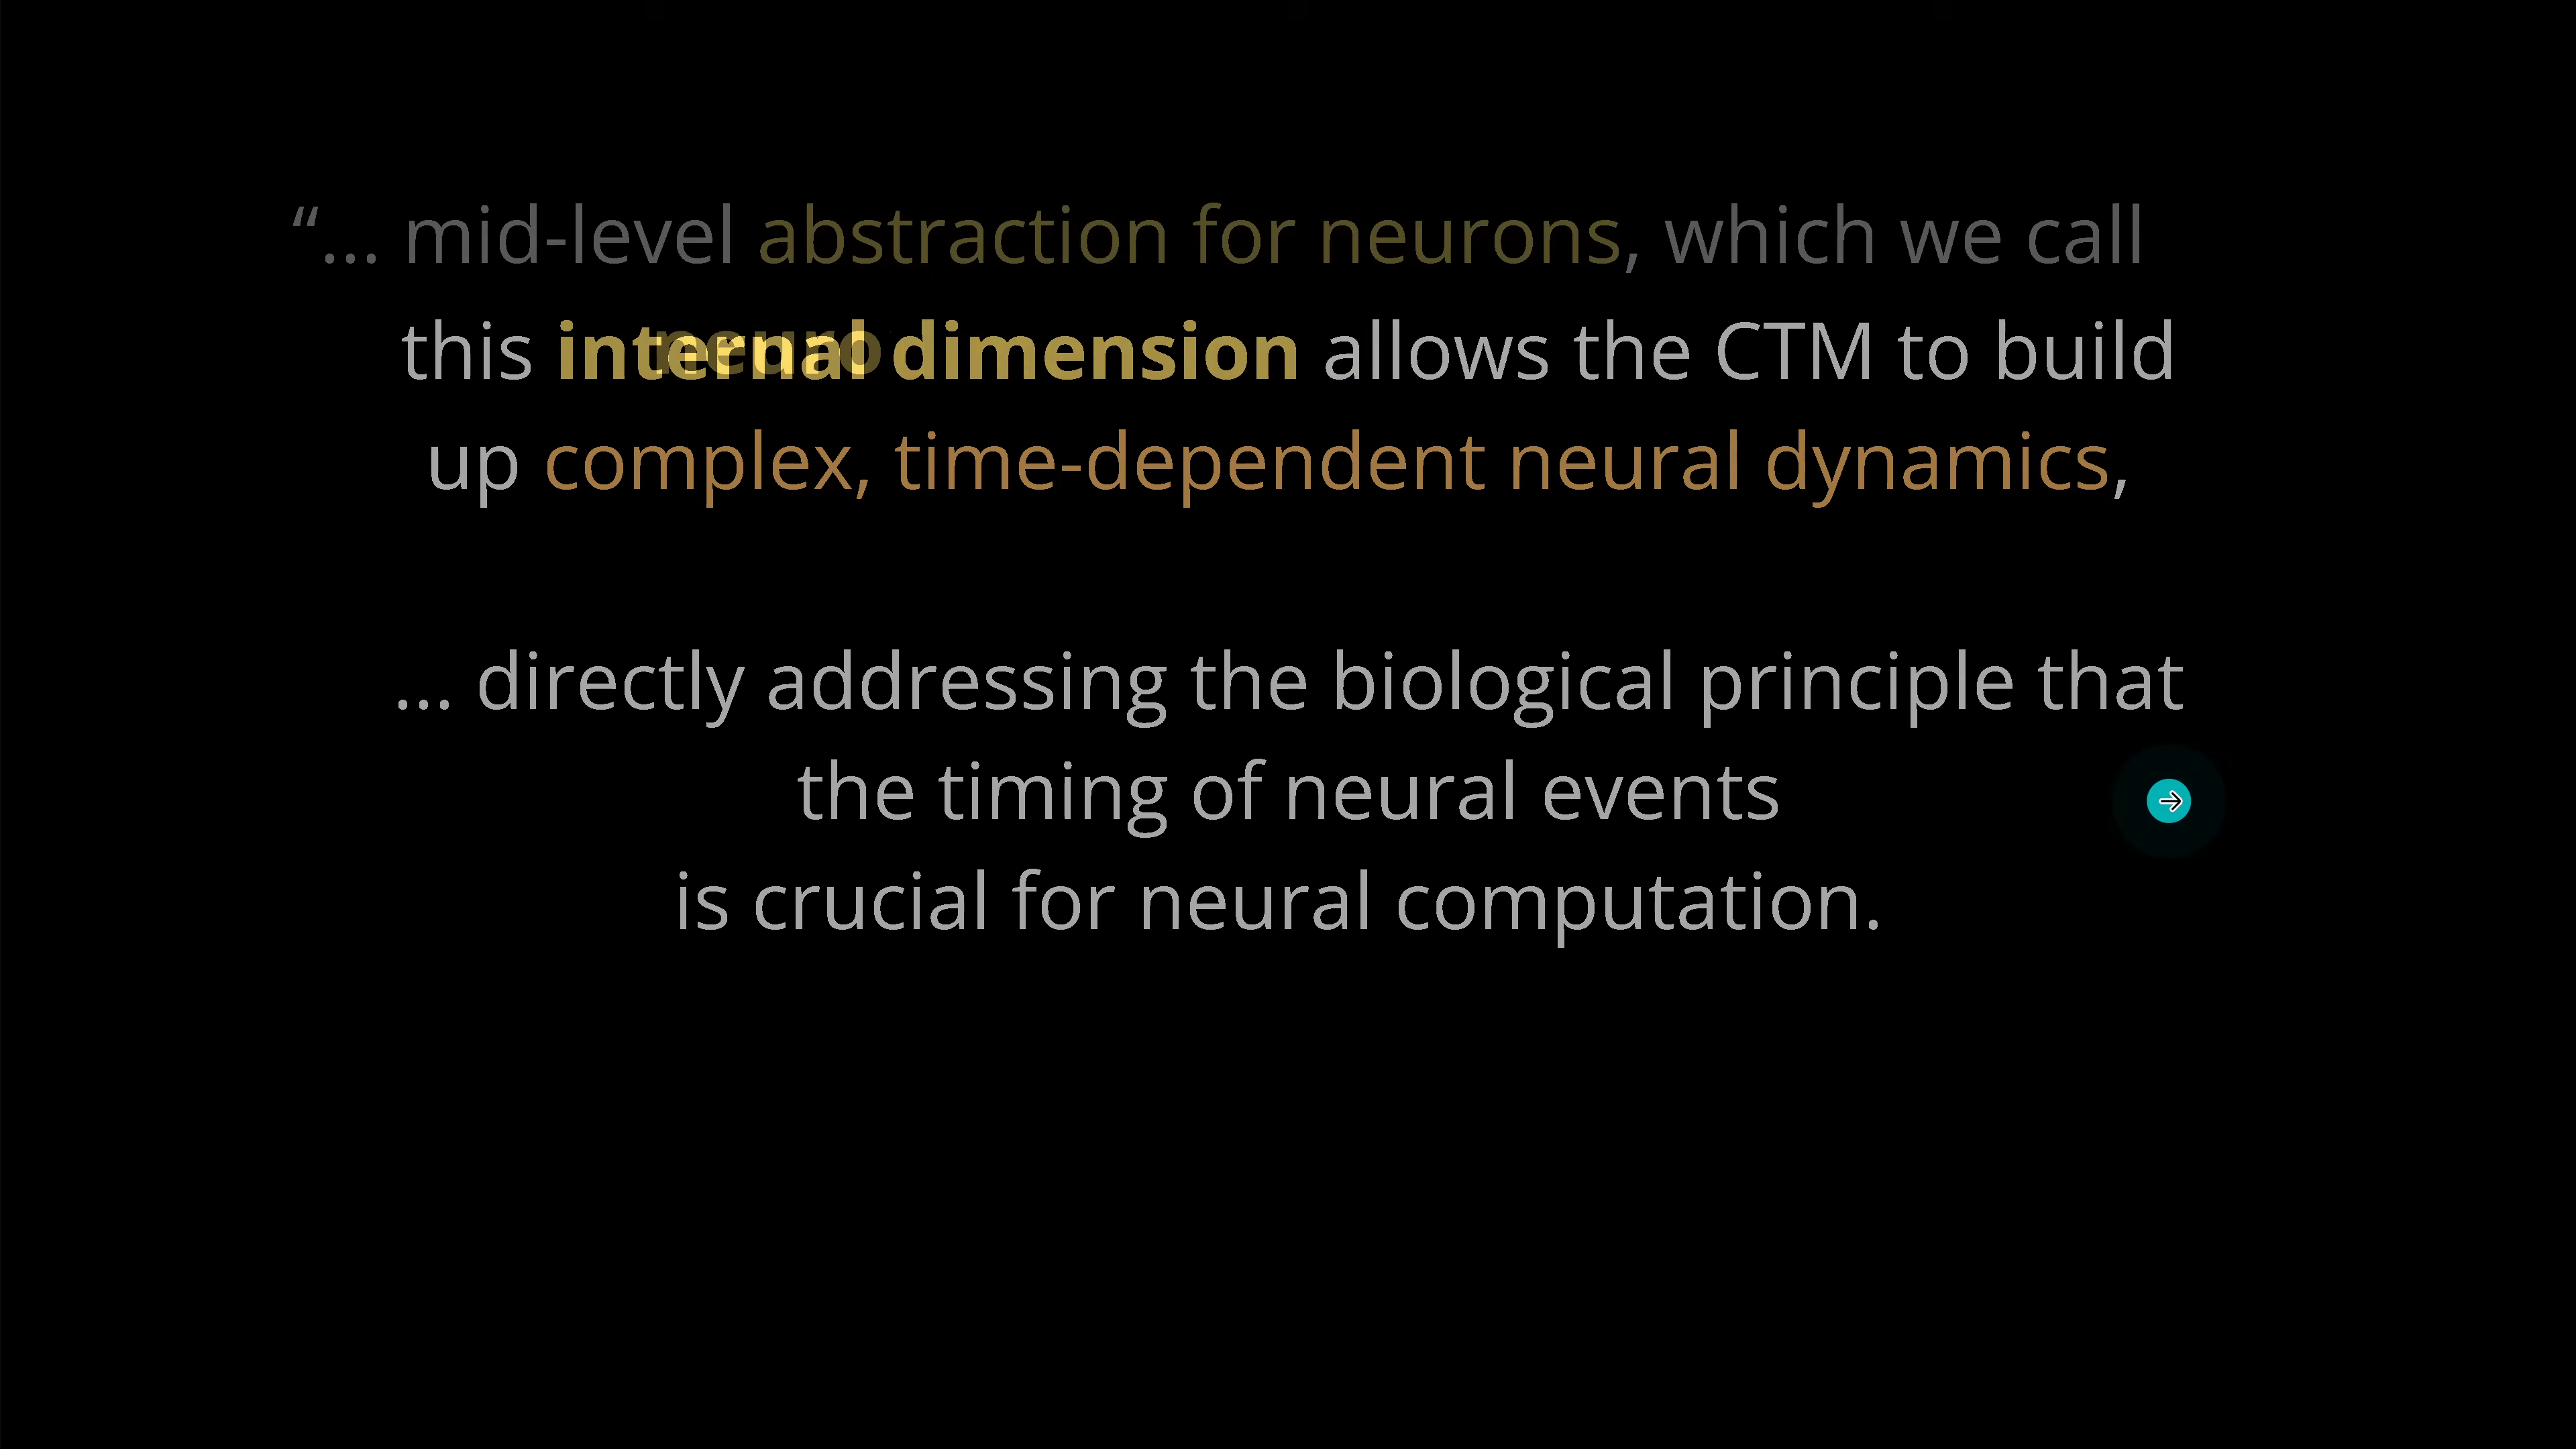 “... mid-level abstraction for neurons, which we call
this internal dimension allows the CTM to build
neuro
up complex, time-dependent neural dynamics,
... directly addressing the biological principle that
the timing of neural events
is crucial for neural computation.